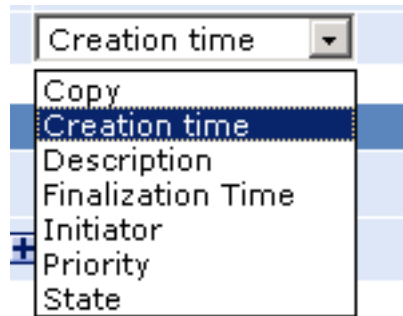 Creation time
Copy
Creation time
Description
Finalization Time
Initiator
Priority
State